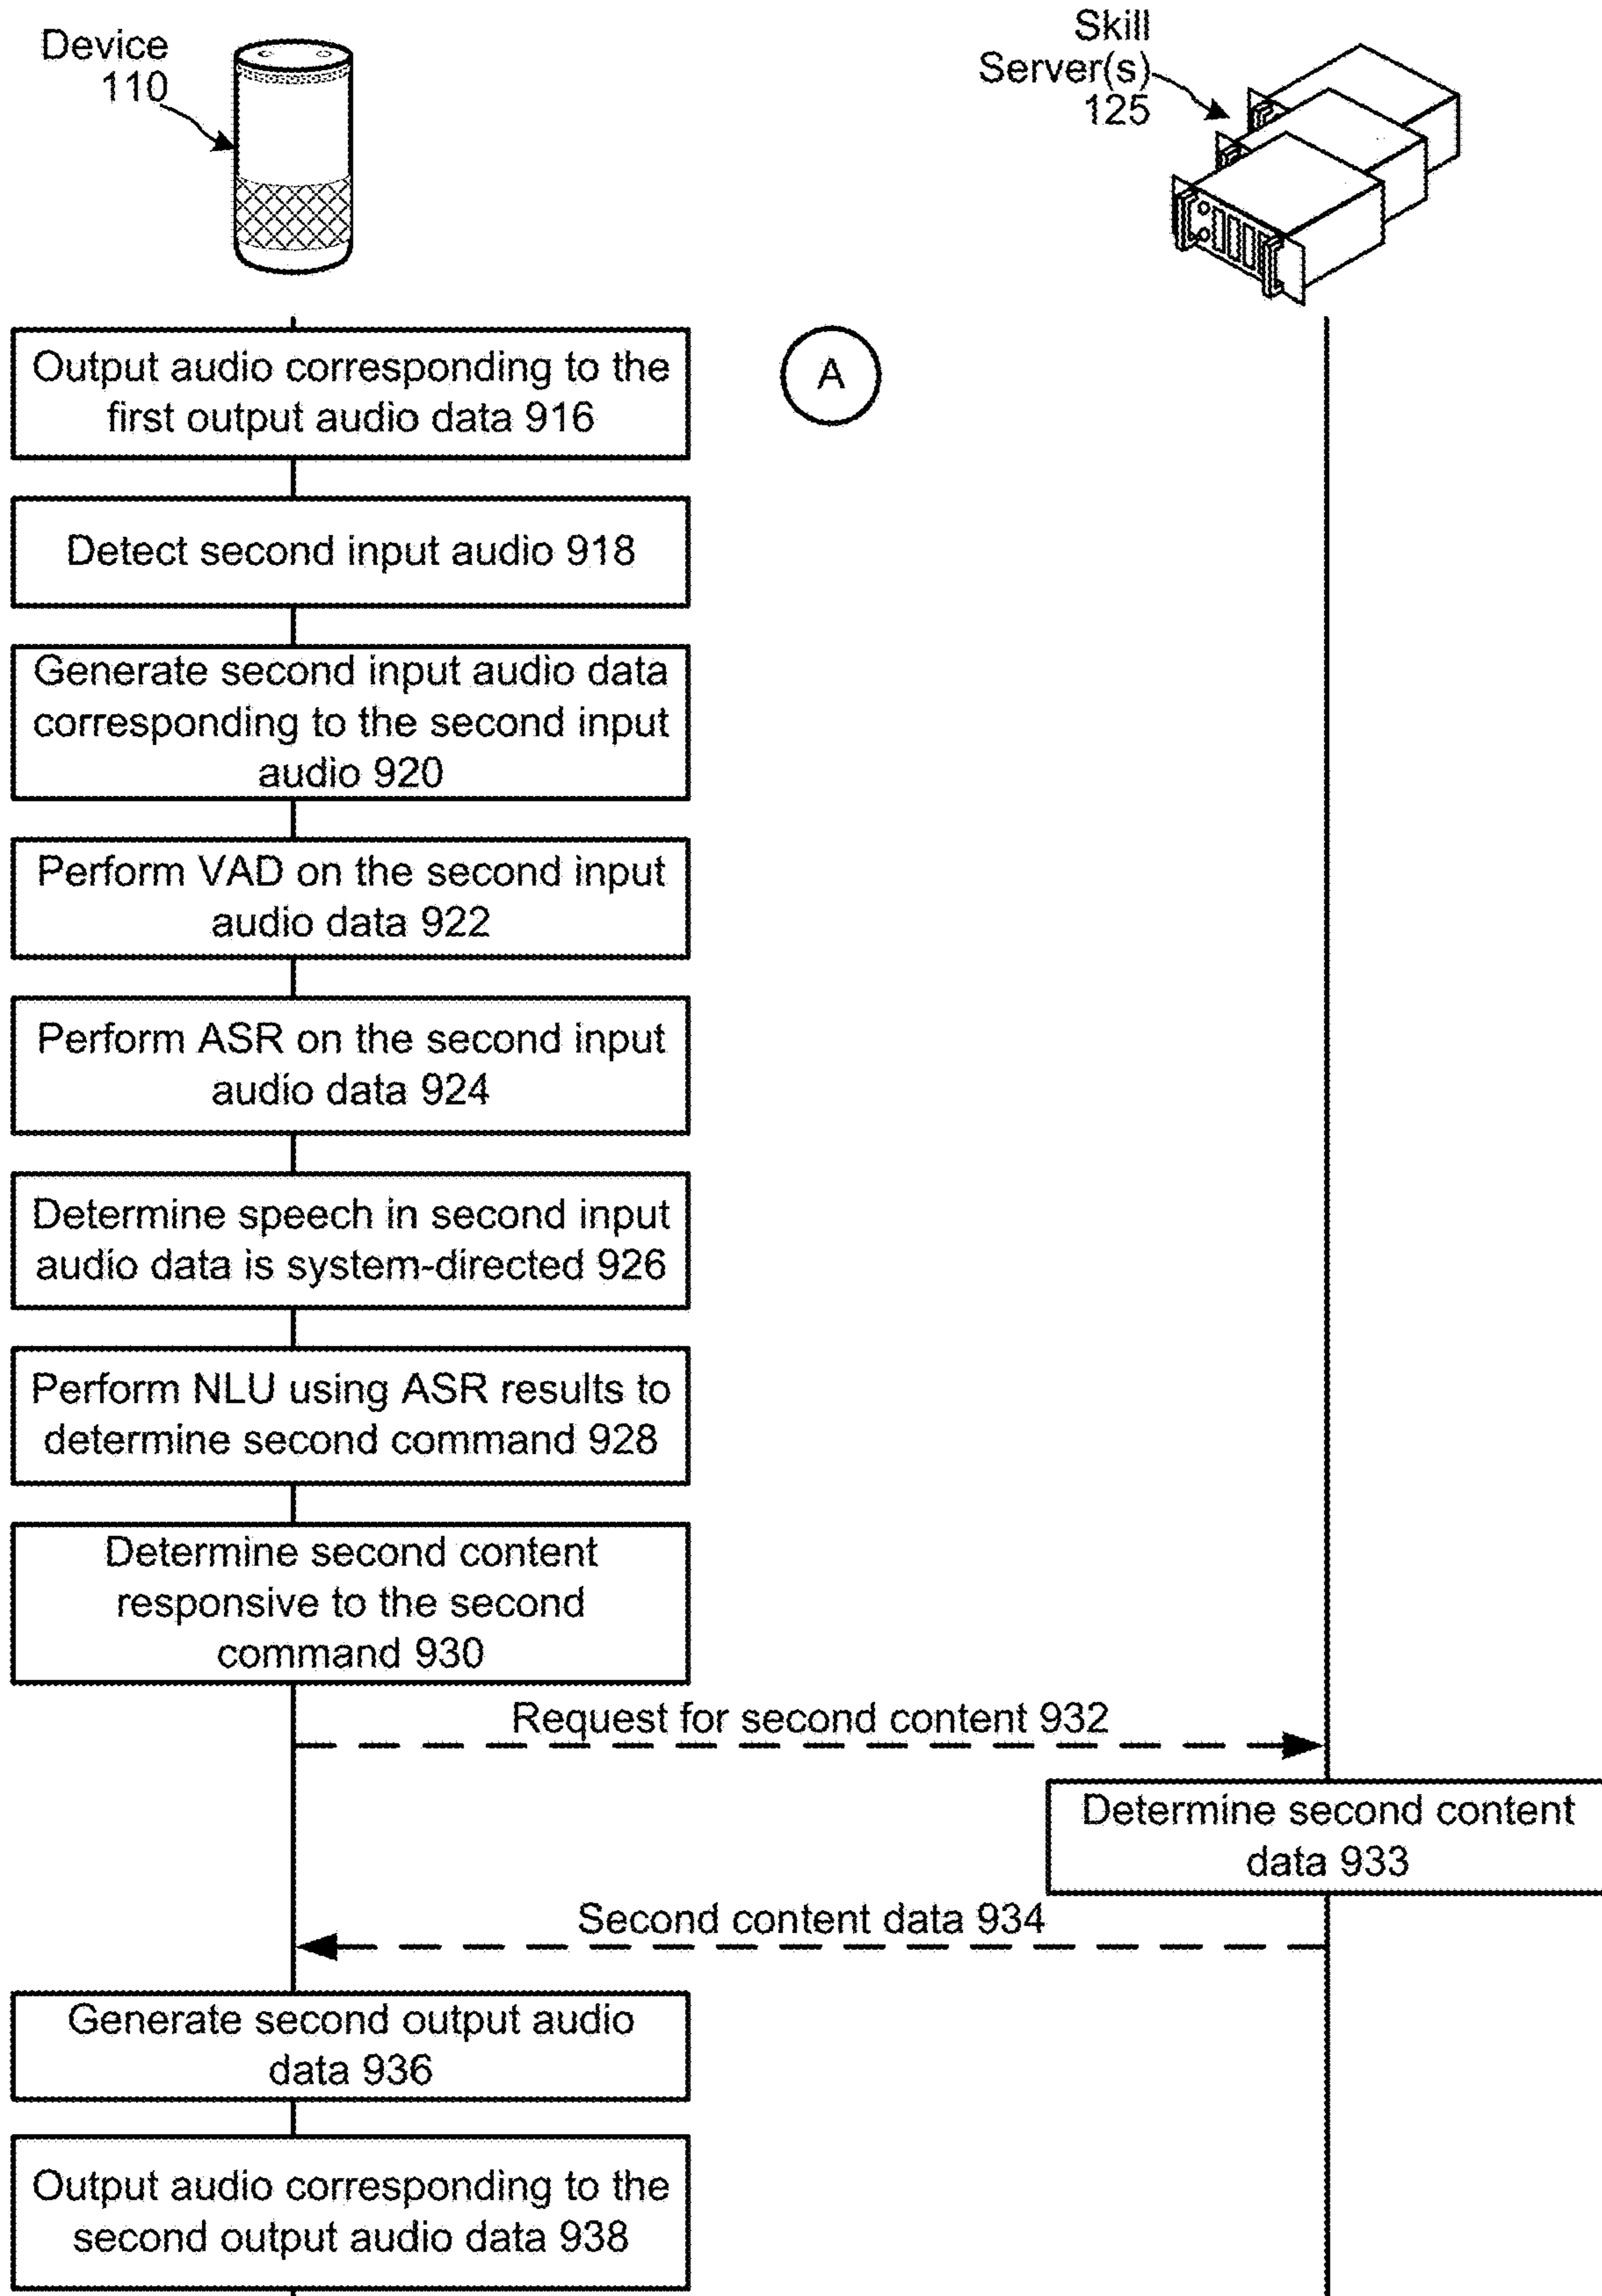 Device
110
Skill
Server(s)
125
Output audio corresponding to the
first output audio data 916
A
Detect second input audio 918
Generate second input audio data
corresponding to the second input
audio 920
Perform VAD on the second input
audio data 922
Perform ASR on the second input
audio data 924
Determine speech in second input
audio data is system-directed 926
Perform NLU using ASR results to
determine second command 928
Determine second content
responsive to the second
command 930
Request for second content 932
Determine second content
data 933
Second content data 934
Generate second output audio
data 936
Output audio corresponding to the
second output audio data 938